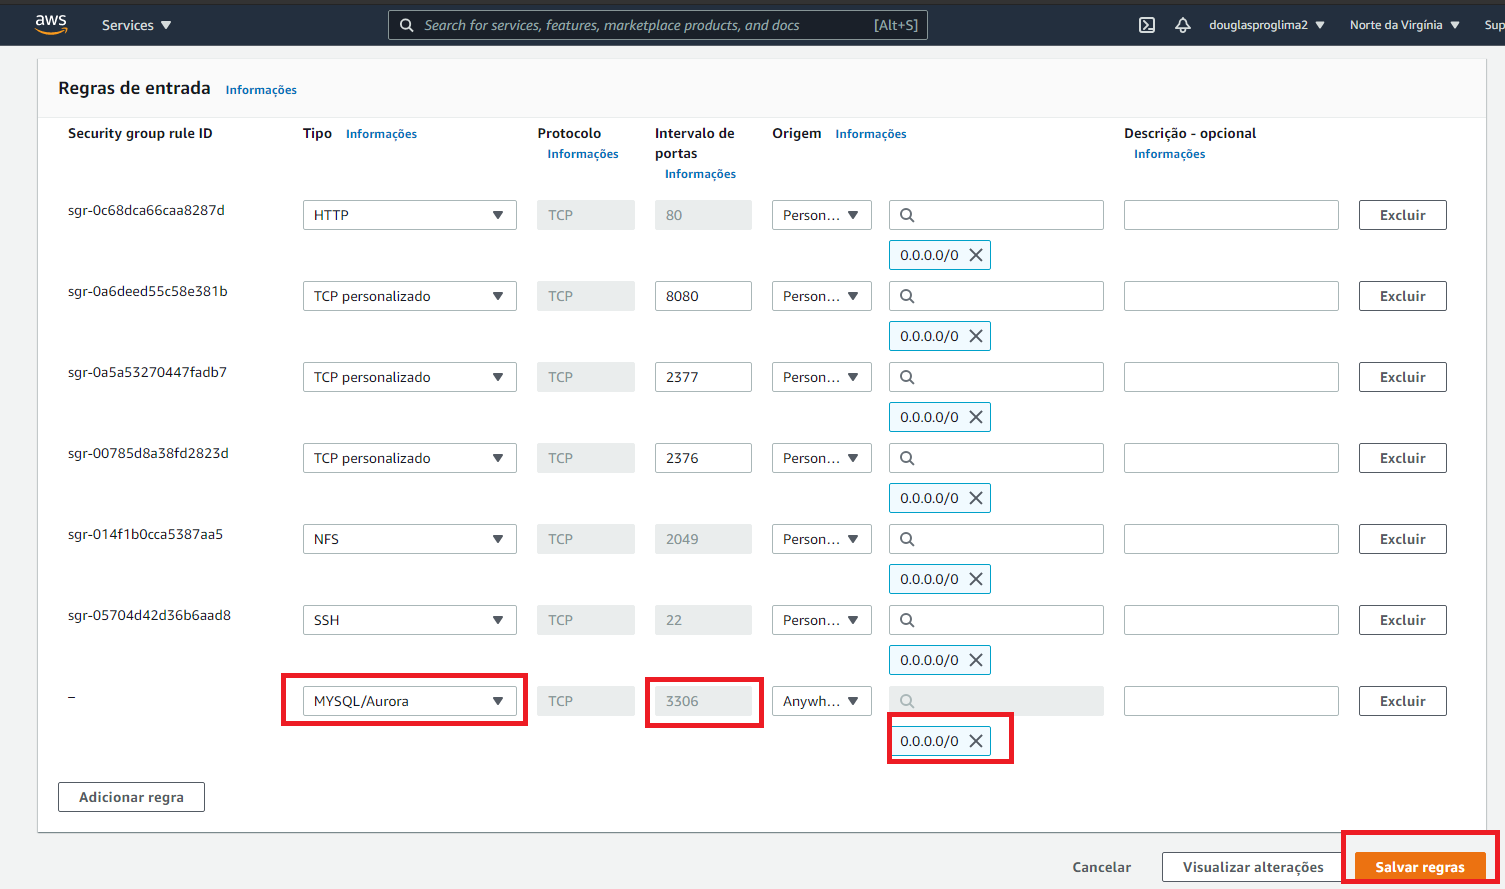 aws Services Search for services, features, marketplace products, and docs [Alt+S] douglasproglima2 Norte da Virgínia Sup
Regras de entrada Informações
Security group rule ID Tipo Informações Protocolo Intervalo de Origem Informações Descrição - opcional
Informações portas Informações
Informações
sgr-0c68dca66caa8287d HTTP TCP 80 Person... Excluir
0.0.0.0/0
sgr-0a6deed55c58e381b TCP personalizado TCP 8080 Person... Excluir
0.0.0.0/0
sgr-0a5a53270447fadb7 TCP personalizado TCP 2377 Person... Excluir
0.0.0.0/0
sgr-00785d8a38fd2823d TCP personalizado TCP 2376 Person... Excluir
0.0.0.0/0
sgr-014f1b0cca5387aa5 NFS TCP 2049 Person... Excluir
0.0.0.0/0
sgr-05704d42d36b6aad8 SSH TCP 22 Person... Excluir
0.0.0.0/0
– MYSQL/Aurora TCP 3306 Anywh... Excluir
0.0.0.0/0
Adicionar regra
Cancelar Visualizar alterações Salvar regras